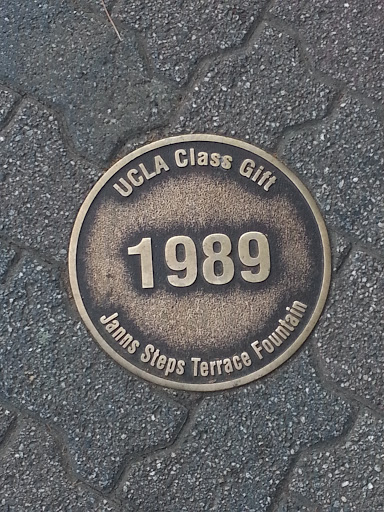 UCLA Class Gift
1989
Janns Steps Terrace Fountain